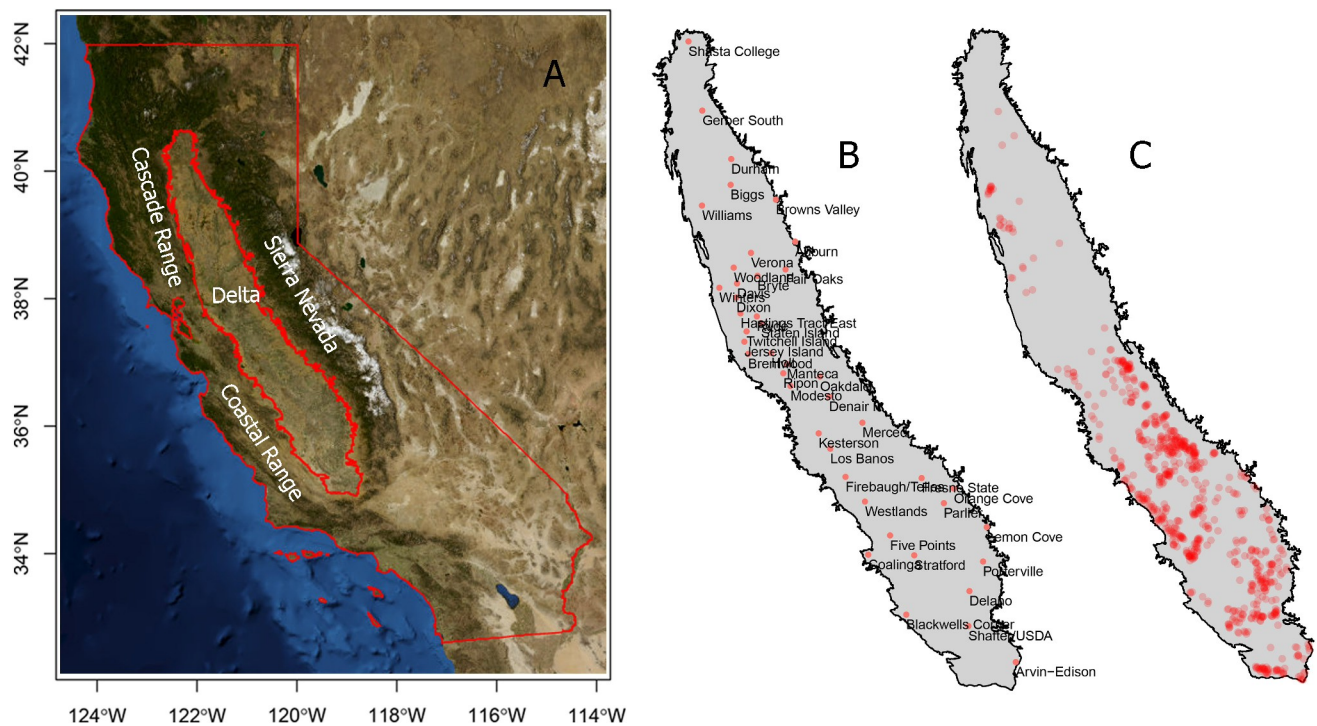 42°N
40°N
38°N
36°N
34°N
124°W
122°W
120°W
118°W
116°W
114°W
A
Cascade Range
Sierra Nevada
Delta
Coastal Range
B
Shasta College
Gerber South
Durham
Biggs
Browns Valley
Williams
Auburn
Verona
Woodland
Fair Oaks
Bryte
Davis
Winters
Dixon
Hastings Tract East
Staten Island
Twitchell Island
Jersey Island
Brentwood
Holt
Manteca
Ripon
Oakdale
Modesto
Denair II
Merced
Kesterson
Los Banos
Firebaugh/Telles
Fresno State
Orange Cove
Westlands
Parlier
Lemon Cove
Five Points
Coalinga
Stratford
Porterville
Delano
Blackwells Corner
Shafter/USDA
Arvin−Edison
C